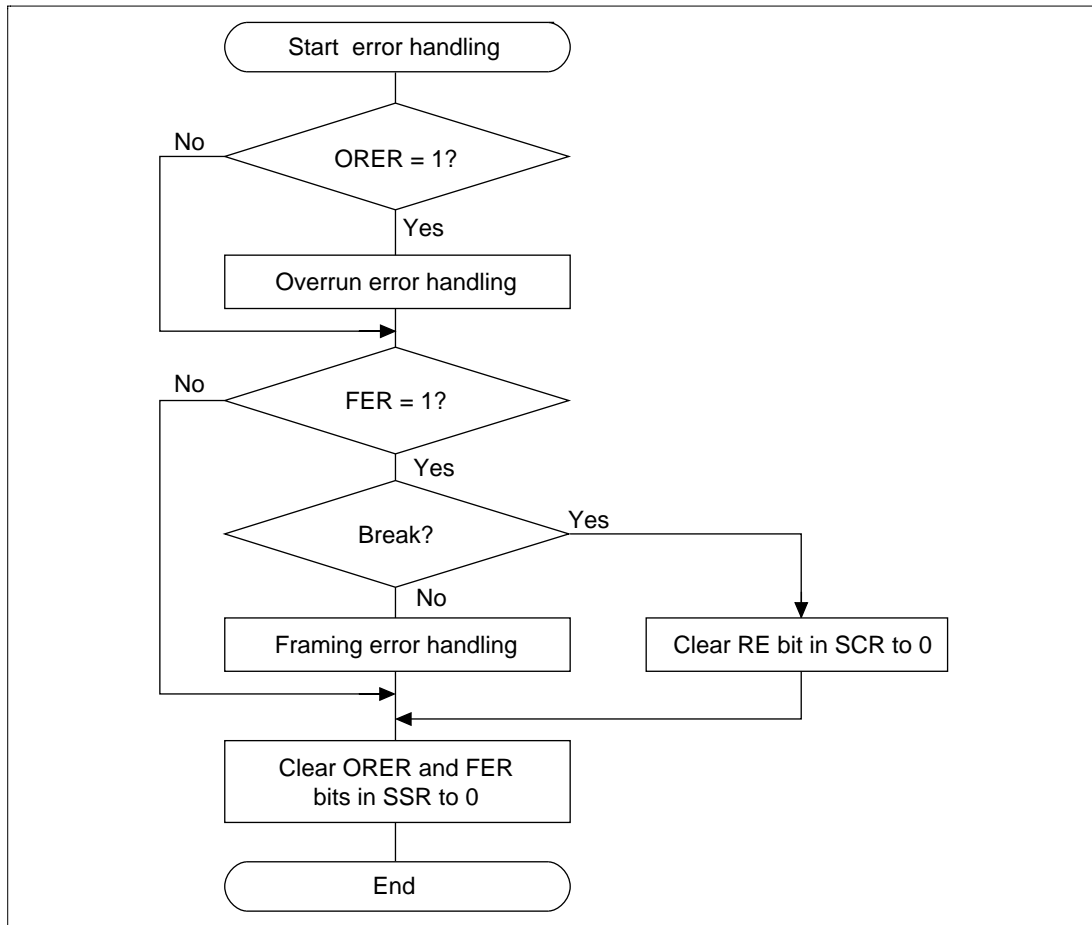 Start error handling
No
ORER = 1?
Yes
Overrun error handling
No
FER = 1?
Yes
Break?
Yes
No
Framing error handling
Clear RE bit in SCR to 0
Clear ORER and FER
bits in SSR to 0
End